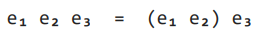 e₁ e₂ e₃ = (e₁ e₂) e₃